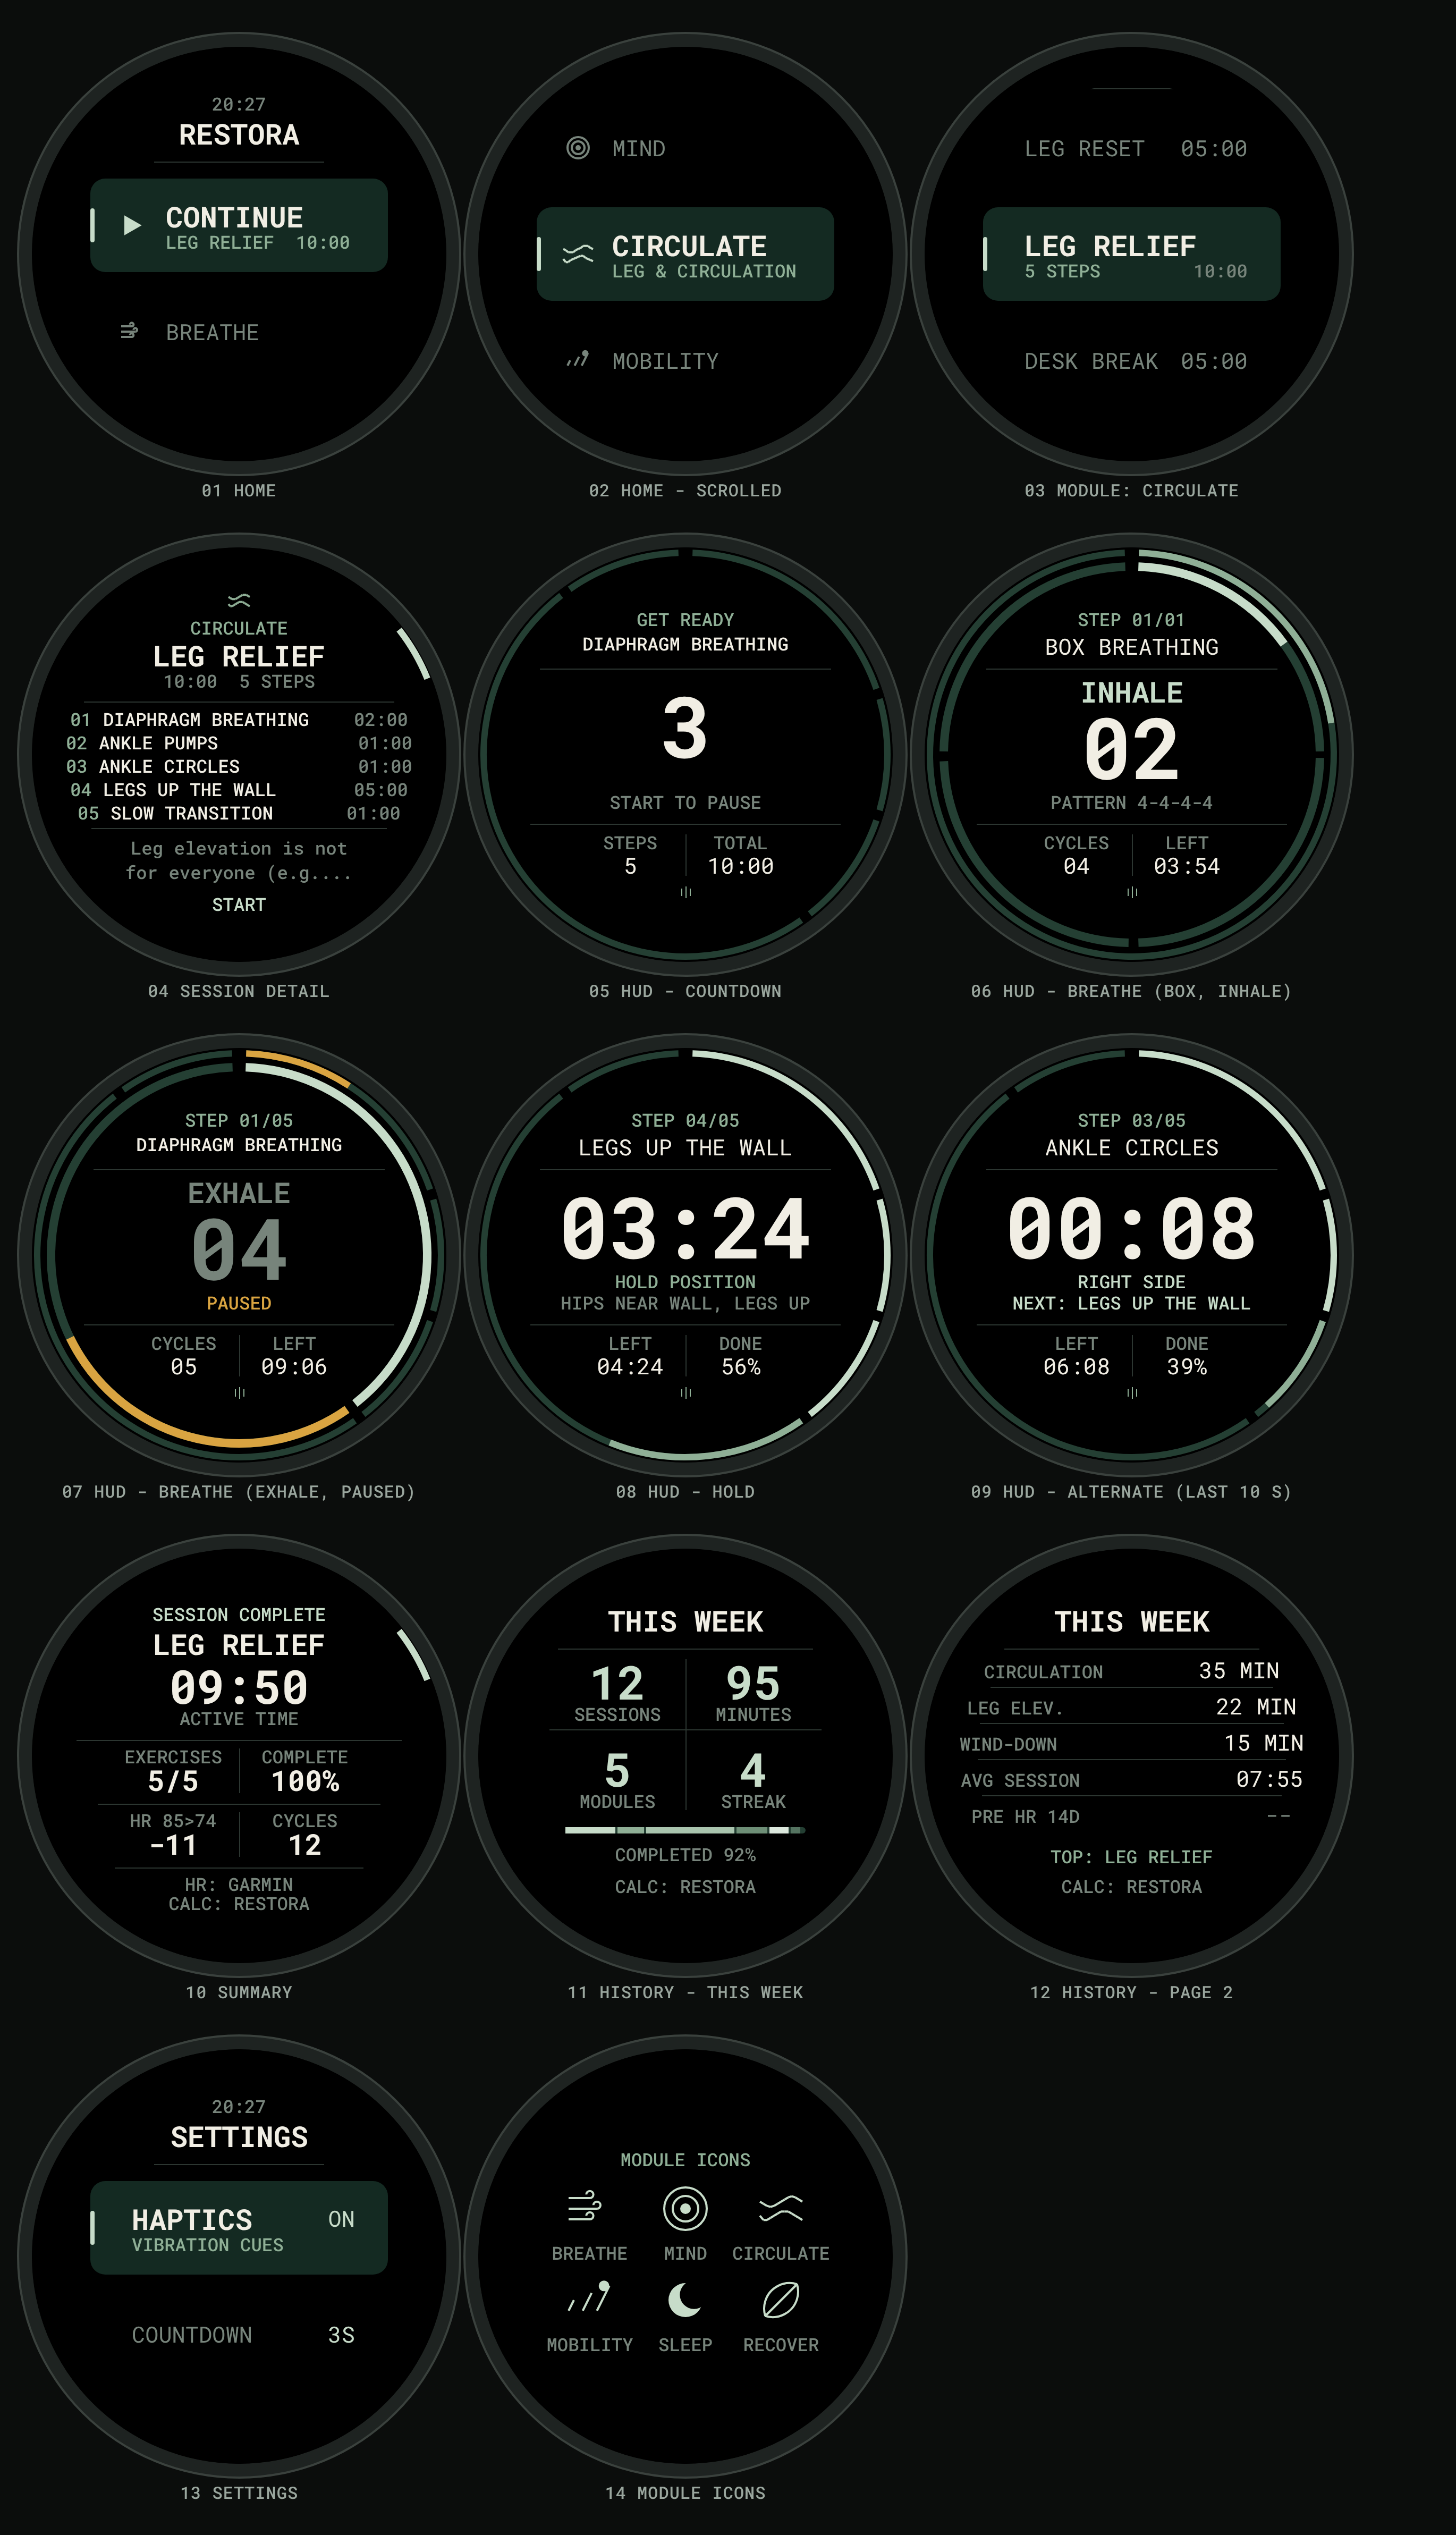 20:27
RESTORA
CONTINUE
LEG RELIEF 10:00
BREATHE
01 HOME
MIND
CIRCULATE
LEG & CIRCULATION
MOBILITY
02 HOME - SCROLLED
LEG RESET 05:00
LEG RELIEF
5 STEPS 10:00
DESK BREAK 05:00
03 MODULE: CIRCULATE
CIRCULATE
LEG RELIEF
10:00 5 STEPS
01 DIAPHRAGM BREATHING 02:00
02 ANKLE PUMPS 01:00
03 ANKLE CIRCLES 01:00
04 LEGS UP THE WALL 05:00
05 SLOW TRANSITION 01:00
Leg elevation is not
for everyone (e.g....
START
04 SESSION DETAIL
GET READY
DIAPHRAGM BREATHING
3
START TO PAUSE
STEPS TOTAL
5 10:00
05 HUD - COUNTDOWN
STEP 01/01
BOX BREATHING
INHALE
02
PATTERN 4-4-4-4
CYCLES LEFT
04 03:54
06 HUD - BREATHE (BOX, INHALE)
STEP 01/05
DIAPHRAGM BREATHING
EXHALE
04
PAUSED
CYCLES LEFT
05 09:06
07 HUD - BREATHE (EXHALE, PAUSED)
STEP 04/05
LEGS UP THE WALL
03:24
HOLD POSITION
HIPS NEAR WALL, LEGS UP
LEFT DONE
04:24 56%
08 HUD - HOLD
STEP 03/05
ANKLE CIRCLES
00:08
RIGHT SIDE
NEXT: LEGS UP THE WALL
LEFT DONE
06:08 39%
09 HUD - ALTERNATE (LAST 10 S)
SESSION COMPLETE
LEG RELIEF
09:50
ACTIVE TIME
EXERCISES COMPLETE
5/5 100%
HR 85>74 CYCLES
-11 12
HR: GARMIN
CALC: RESTORA
10 SUMMARY
THIS WEEK
12 95
SESSIONS MINUTES
5 4
MODULES STREAK
COMPLETED 92%
CALC: RESTORA
11 HISTORY - THIS WEEK
THIS WEEK
CIRCULATION 35 MIN
LEG ELEV. 22 MIN
WIND-DOWN 15 MIN
AVG SESSION 07:55
PRE HR 14D --
TOP: LEG RELIEF
CALC: RESTORA
12 HISTORY - PAGE 2
20:27
SETTINGS
HAPTICS ON
VIBRATION CUES
COUNTDOWN 3S
13 SETTINGS
MODULE ICONS
BREATHE MIND CIRCULATE
MOBILITY SLEEP RECOVER
14 MODULE ICONS